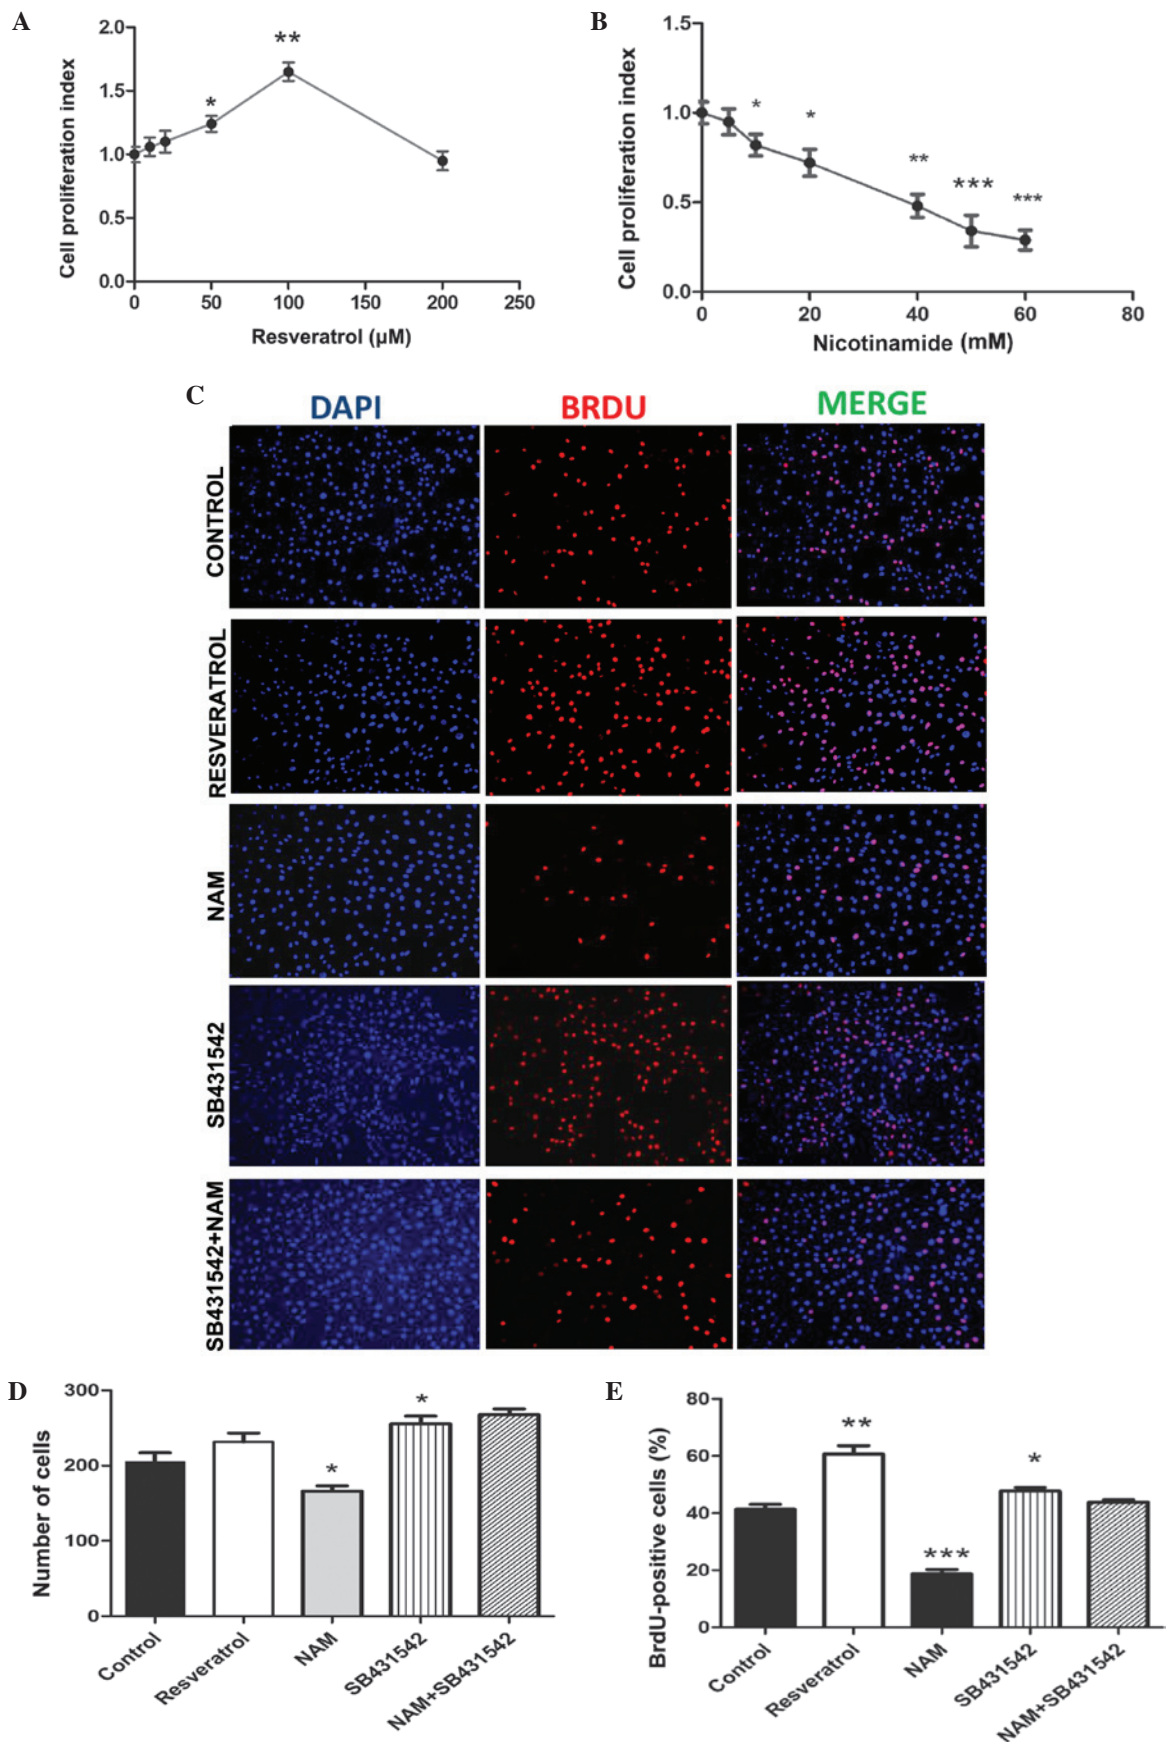 A
B
2.0
1.5
1.0
0.5
0.0
Cell proliferation index
*
**
0
50
100
150
200
250
Resveratrol (µM)
1.5
1.0
0.5
0.0
Cell proliferation index
*
*
**
***
***
0
20
40
60
80
Nicotinamide (mM)
C
DAPI
BRDU
MERGE
CONTROL
RESVERATROL
NAM
SB431542
SB431542+NAM
D
300
200
100
0
Number of cells
*
*
Control
Resveratrol
NAM
SB431542
NAM+SB431542
E
80
60
40
20
0
BrdU-positive cells (%)
**
***
*
Control
Resveratrol
NAM
SB431542
NAM+SB431542